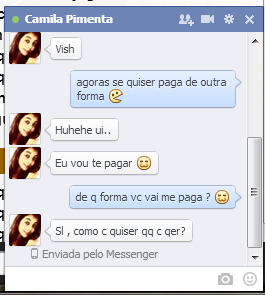 Camila Pimenta
Vish
agoras se quiser paga de outra
forma
Huhehe ui..
Eu vou te pagar
de q forma vc vai me paga ?
Sl , como c quiser qq c qer?
Enviada pelo Messenger